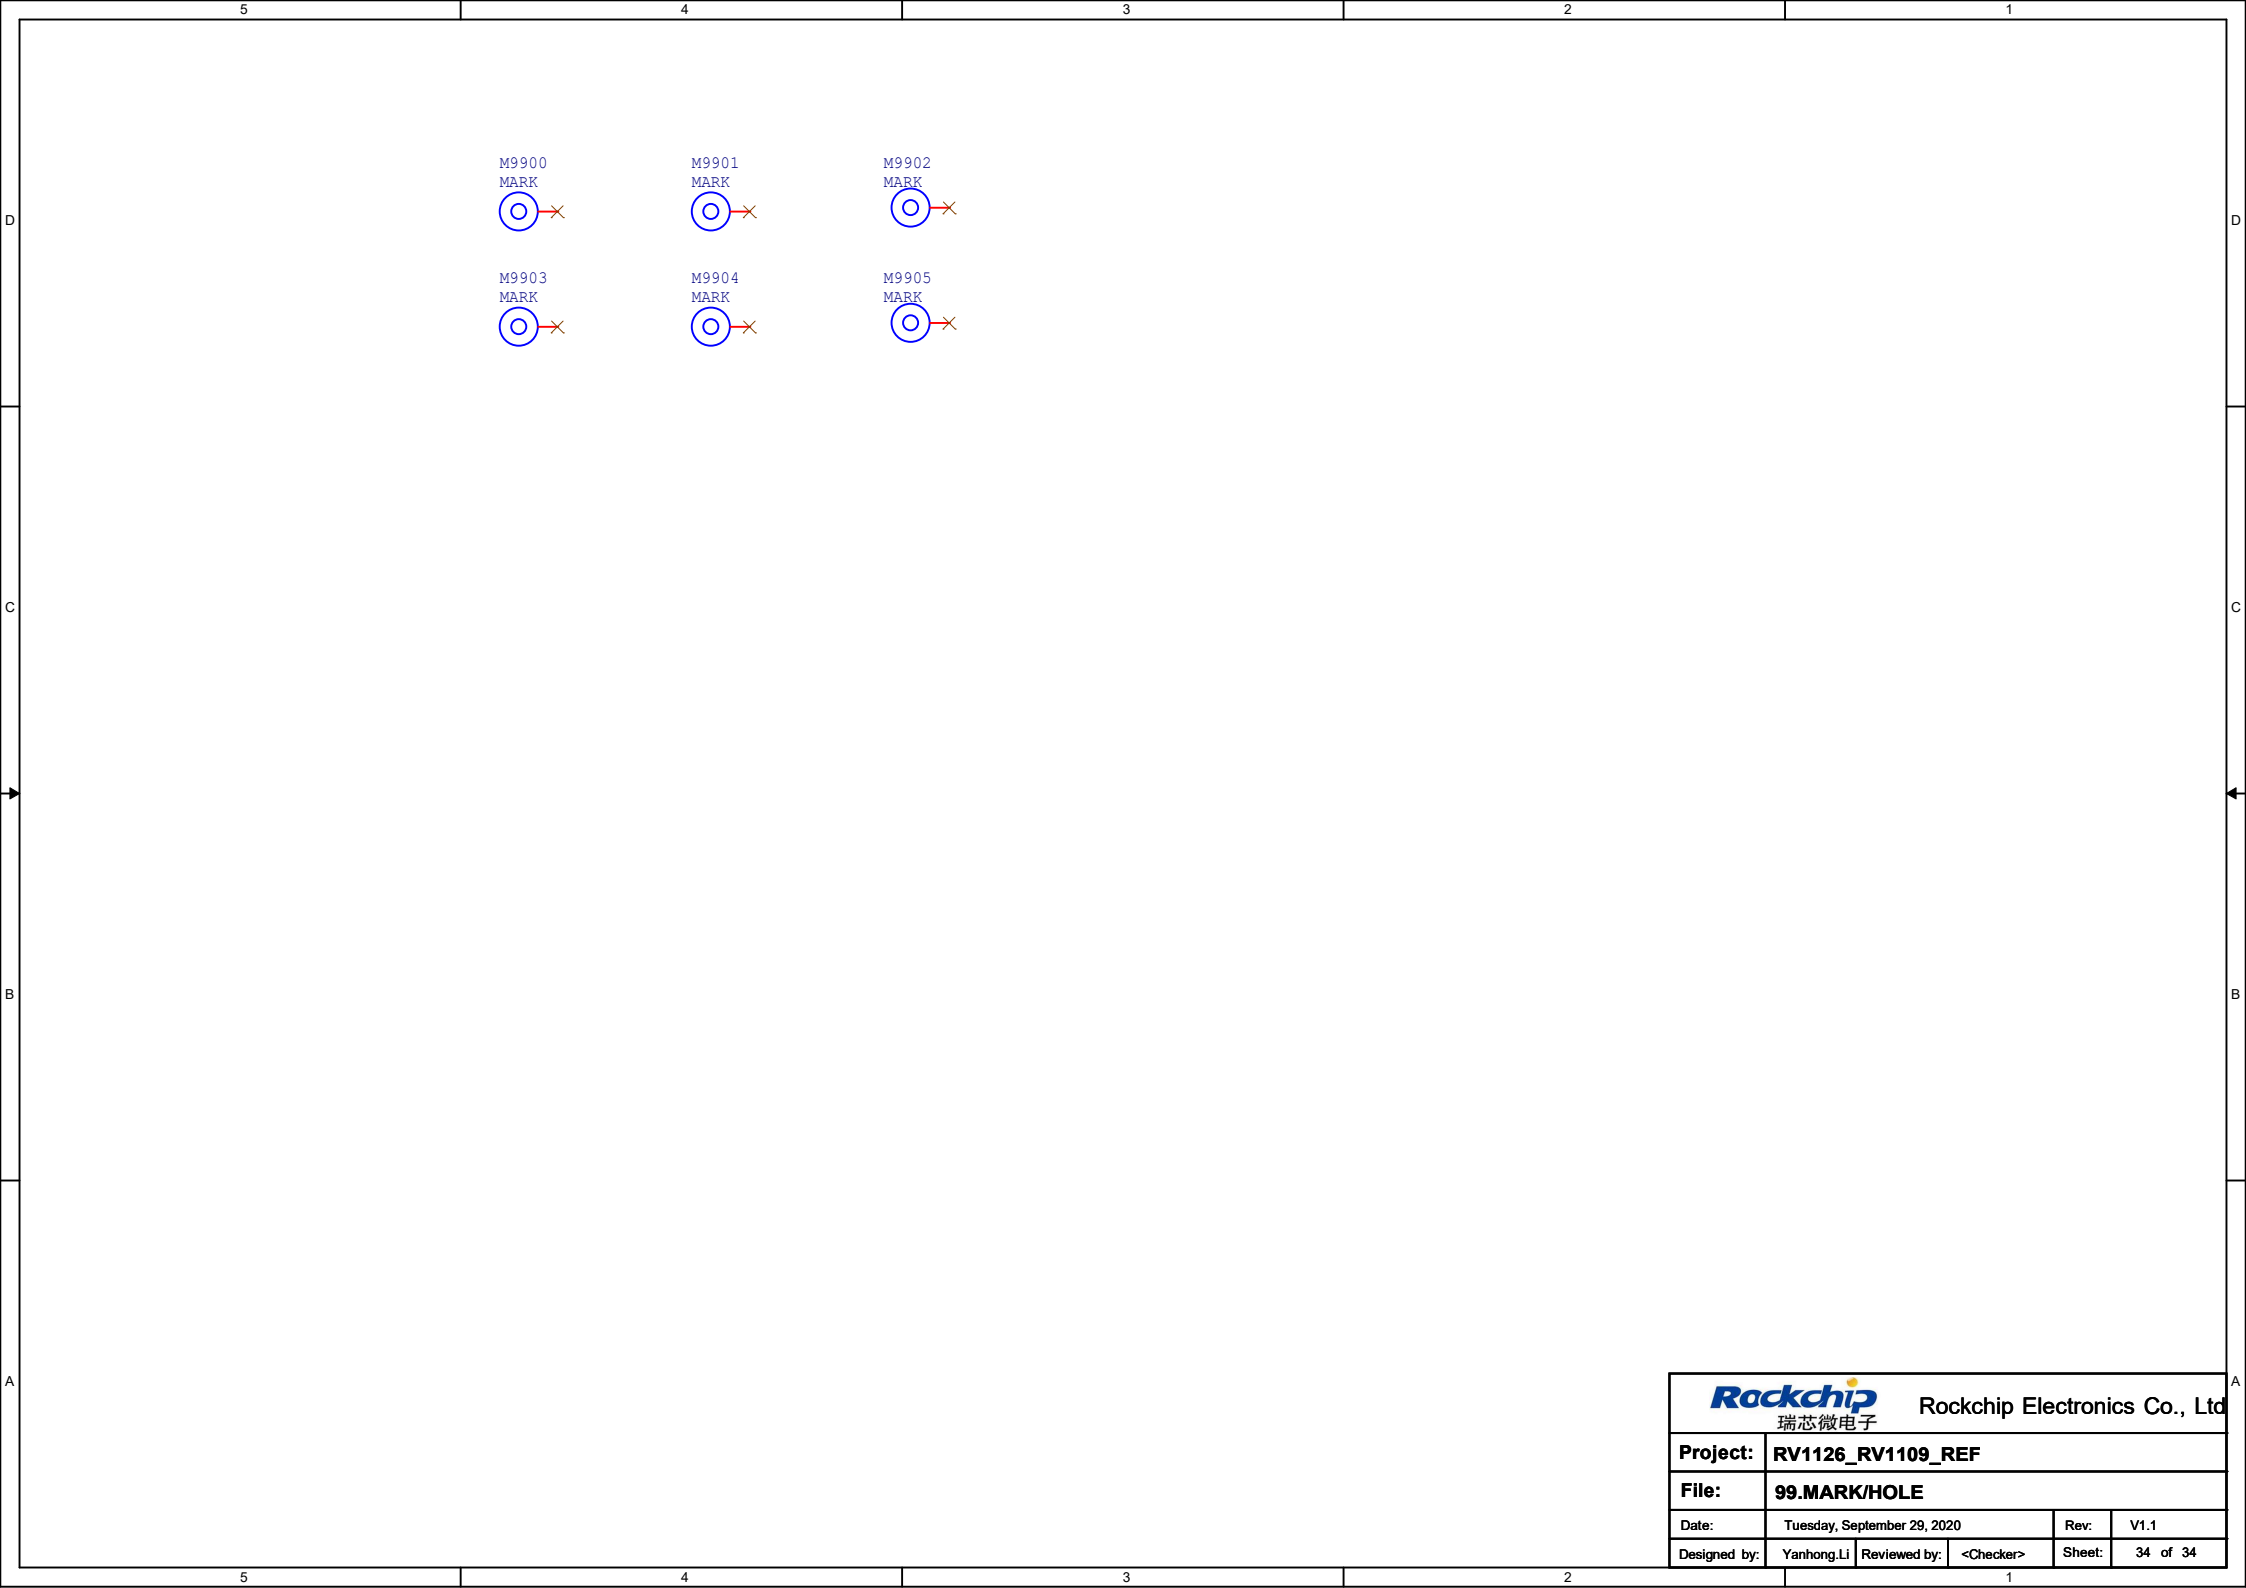 5 4 3 2 1
M9900 M9901 M9902
MARK MARK MARK
D D
M9903 M9904 M9905
MARK MARK MARK
C C
B B
A A
Rockchip Rockchip Electronics Co., Ltd
瑞芯微电子
Project: RV1126_RV1109_REF
File: 99.MARK/HOLE
Date: Tuesday, September 29, 2020 Rev: V1.1
Designed by: Yanhong.Li Reviewed by: <Checker> Sheet: 34 of 34
5 4 3 2 1